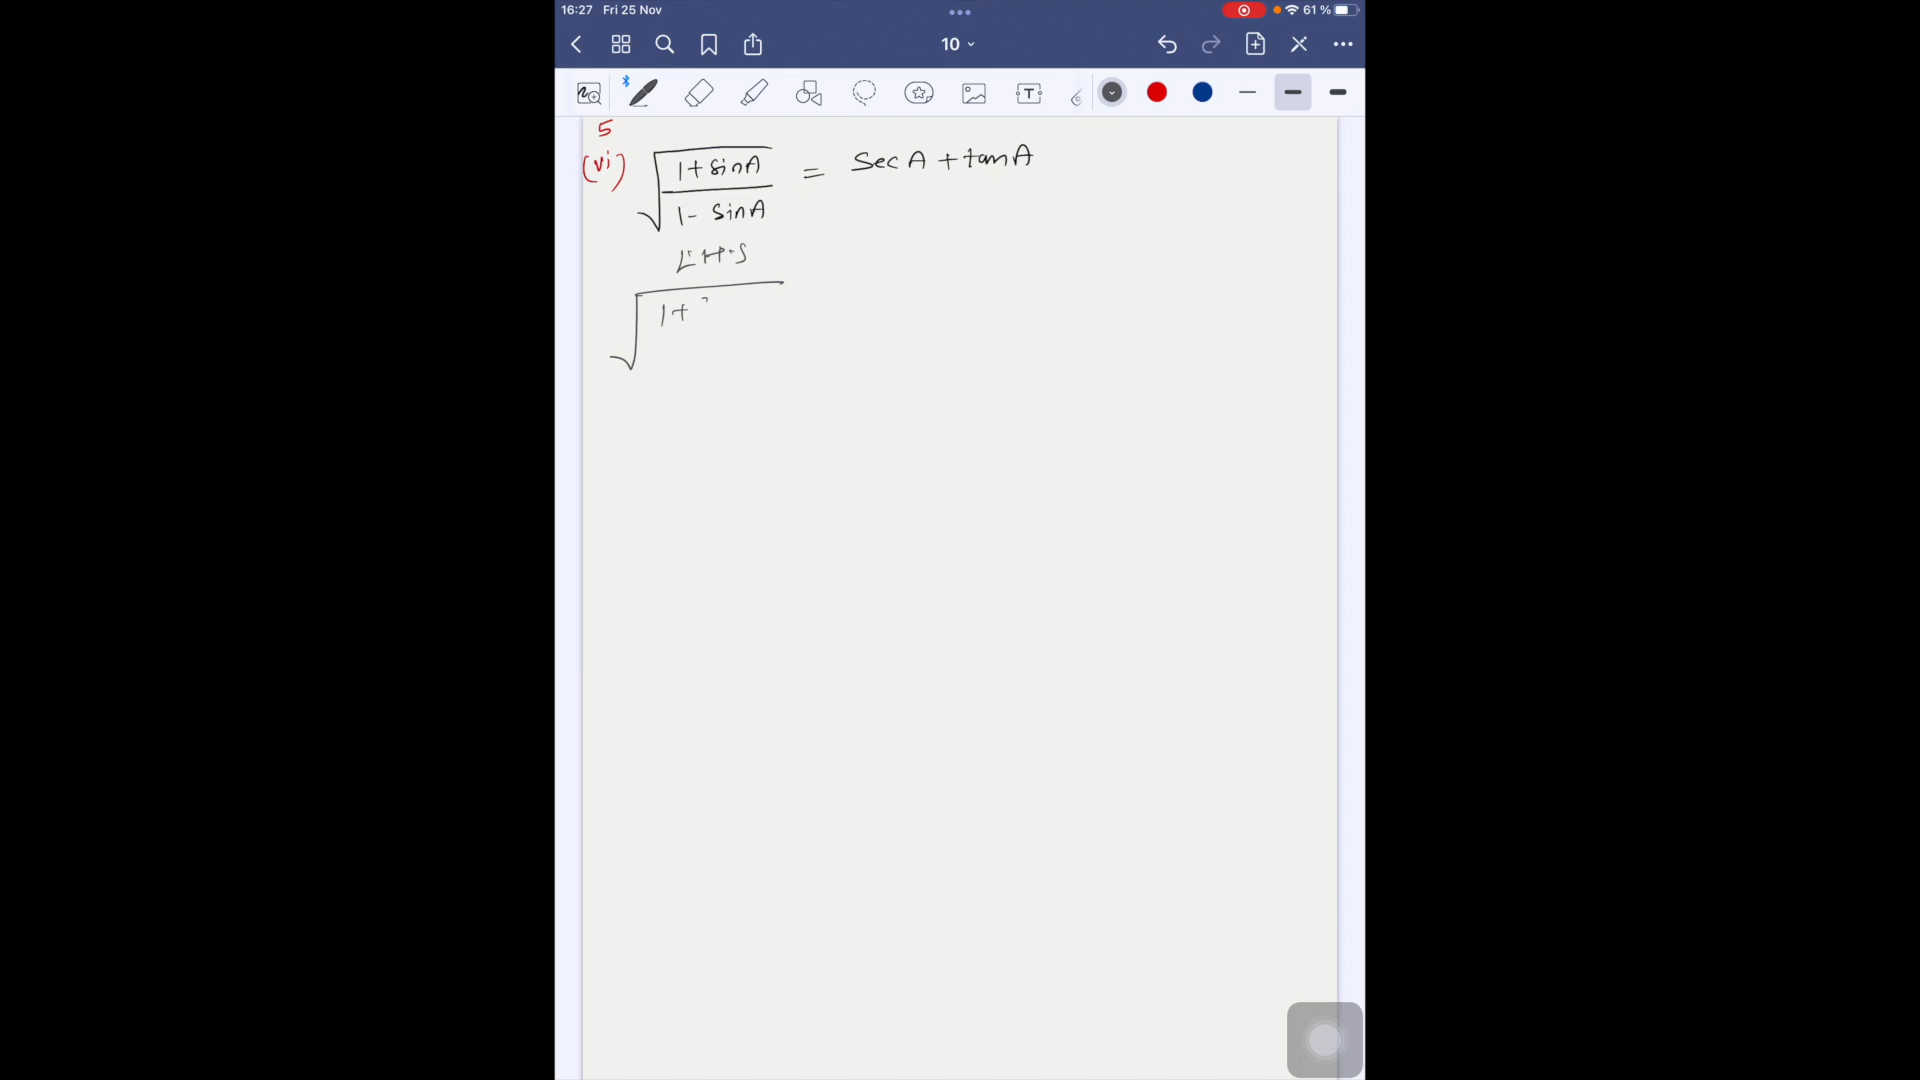 16:27 Fri 25 Nov 61 %
10
T
5
(vi) √(1 + sinA / 1 - sinA) = Sec A + tan A
L.H.S
√(1 +